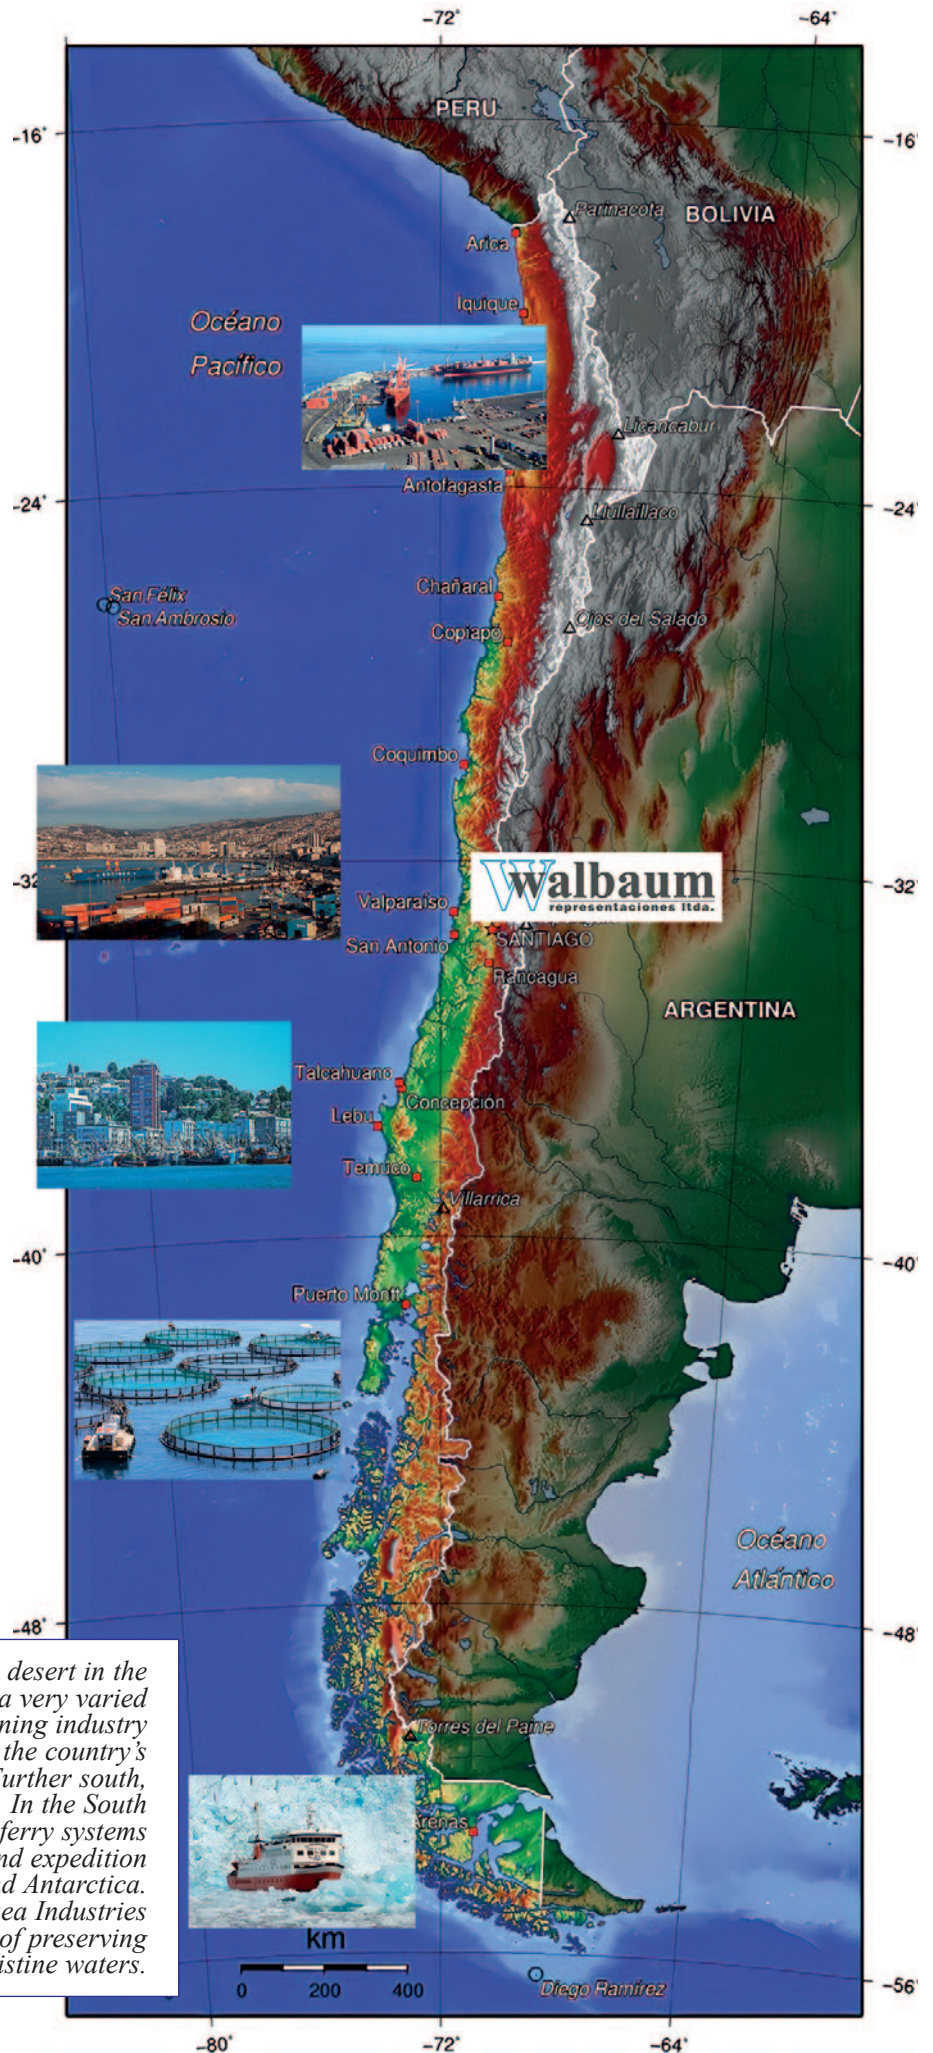 -72°
-64°
PERU
-16°
-16°
Parinacota
BOLIVIA
Arica
Iquique
Océano
Pacífico
Licancabur
Antofagasta
-24°
-24°
Llullaillaco
Chañaral
San Félix
San Ambrosio
Ojos del Salado
Copiapó
Coquimbo
Walbaum
representaciones ltda.
-32
-32°
Valparaíso
San Antonio
SANTIAGO
Rancagua
ARGENTINA
Talcahuano
Concepción
Lebu
Temuco
Villarrica
-40°
-40°
Puerto Montt
Océano
Atlántico
-48°
-48°
desert in the
a very varied
ning industry
the country's
Further south,
In the South
ferry systems
nd expedition
nd Antarctica.
ea Industries
of preserving
istine waters.
Torres del Paine
Arenas
km
0 200 400
Diego Ramírez
-56°
-80°
-72°
-64°